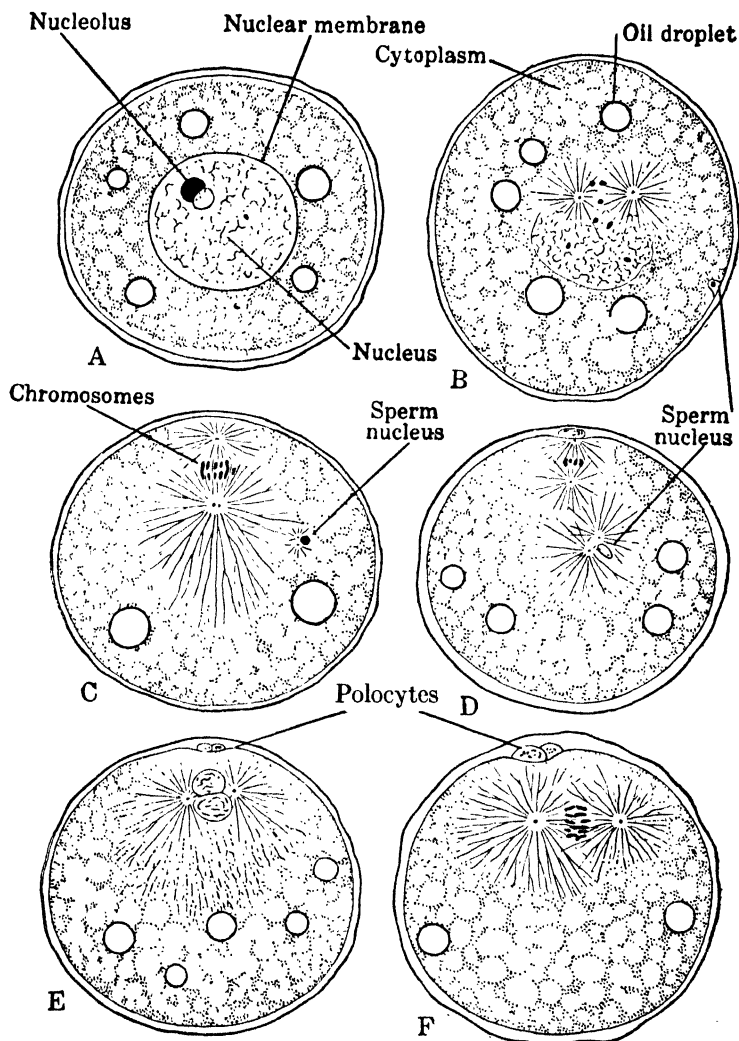 Nucleolus
Nuclear membrane
Oil droplet
Cytoplasm
A
Nucleus
B
Chromosomes
Sperm
nucleus
Sperm
nucleus
C
Polocytes
D
E
F